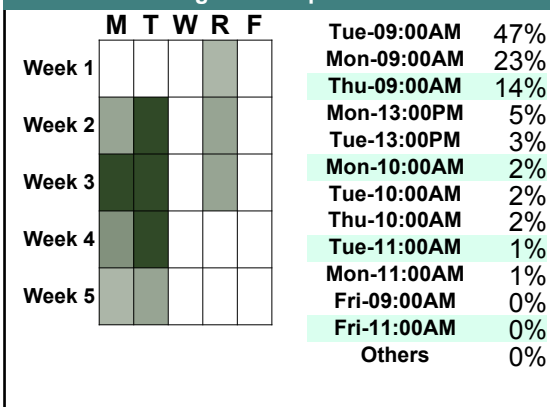 M T W R F
Week 1
Week 2
Week 3
Week 4
Week 5
Tue-09:00AM 47%
Mon-09:00AM 23%
Thu-09:00AM 14%
Mon-13:00PM 5%
Tue-13:00PM 3%
Mon-10:00AM 2%
Tue-10:00AM 2%
Thu-10:00AM 2%
Tue-11:00AM 1%
Mon-11:00AM 1%
Fri-09:00AM 0%
Fri-11:00AM 0%
Others 0%